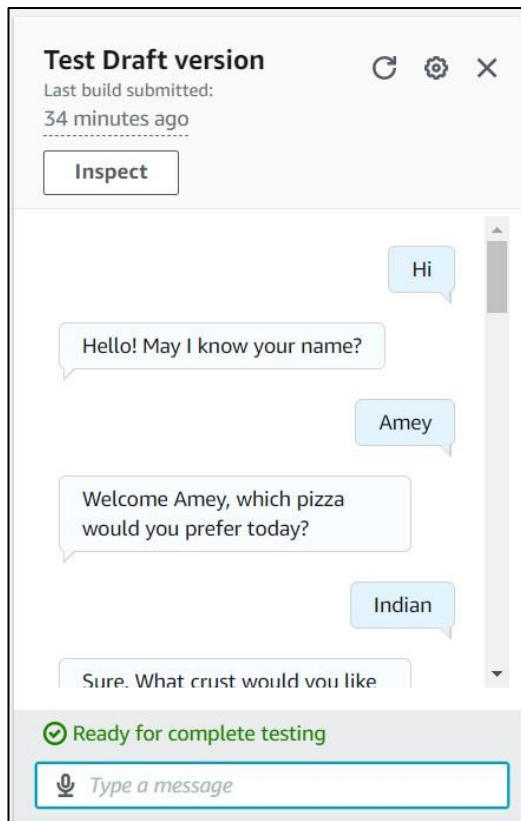 Test Draft version
Last build submitted:
34 minutes ago
Inspect
Hi
Hello! May I know your name?
Amey
Welcome Amey, which pizza
would you prefer today?
Indian
Sure. What crust would you like
Ready for complete testing
Type a message